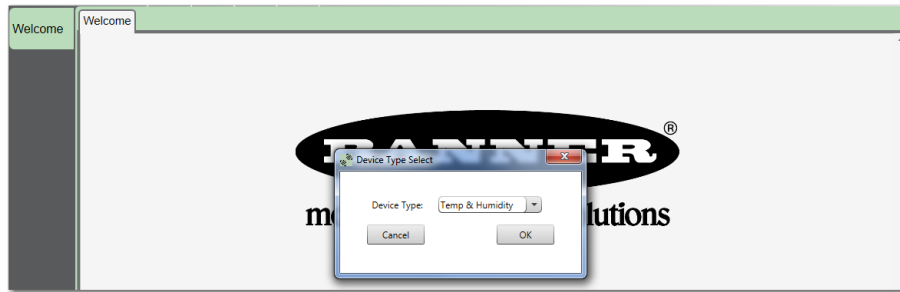 Welcome
Welcome
BANNER ®
Device Type Select
Device Type: Temp & Humidity
lutions
Cancel
OK